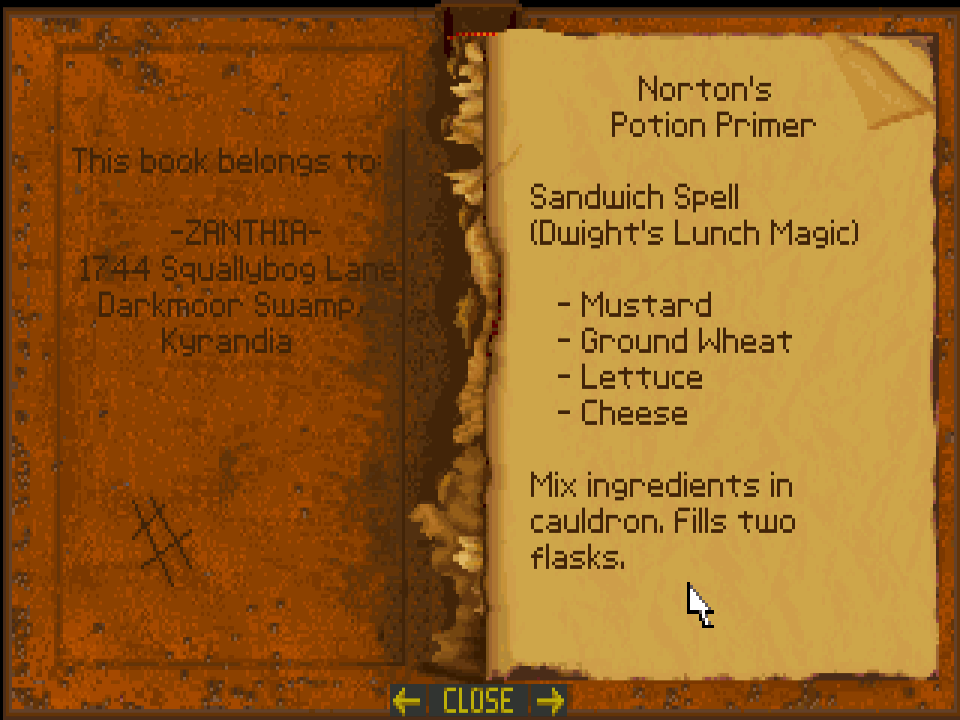 This book belongs to:
-ZANTHIA-
1744 Squallybog Lane
Darkmoor Swamp,
Kyrandia
Norton's
Potion Primer
Sandwich Spell
(Dwight's Lunch Magic)
- Mustard
- Ground Wheat
- Lettuce
- Cheese
Mix ingredients in
cauldron. Fills two
flasks.
CLOSE